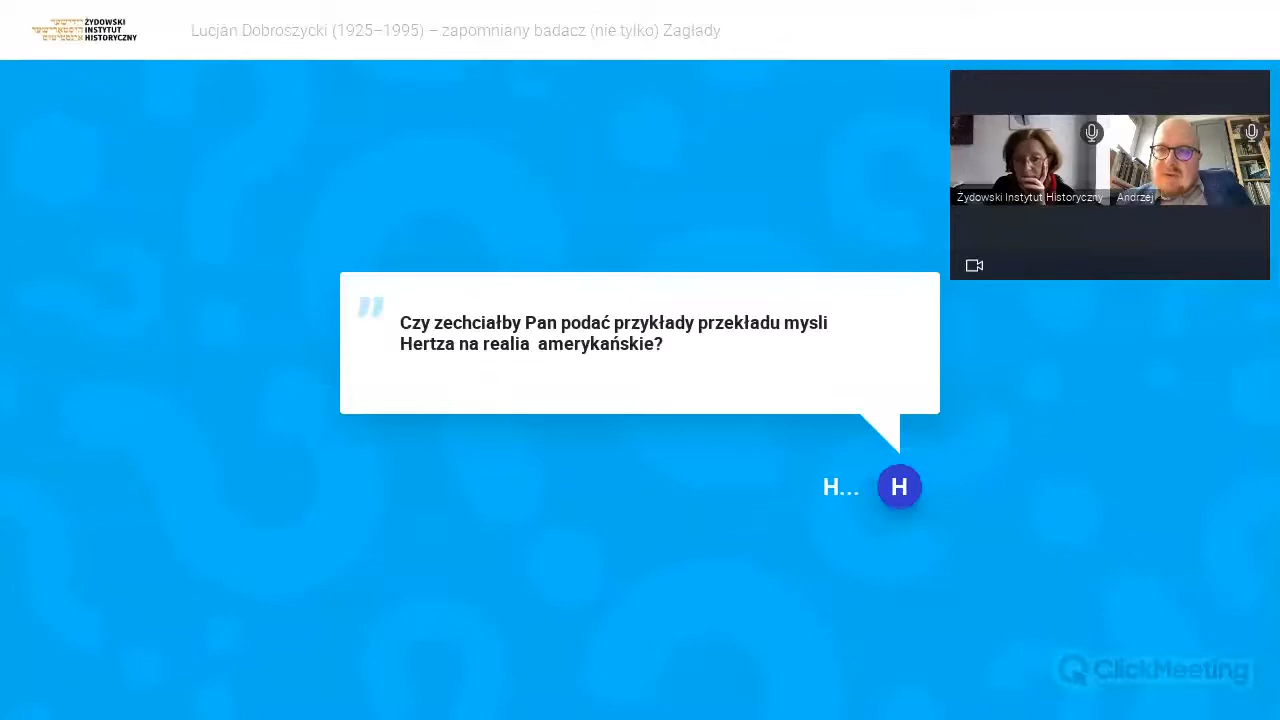 ŻYDOWSKI
INSTYTUT
HISTORYCZNY
Lucjan Dobroszycki (1925–1995) – zapomniany badacz (nie tylko) Zagłady
Żydowski Instytut Historyczny
Andrzej
Czy zechciałby Pan podać przykłady przekładu mysli
Hertza na realia  amerykańskie?
H...
H
ClickMeeting